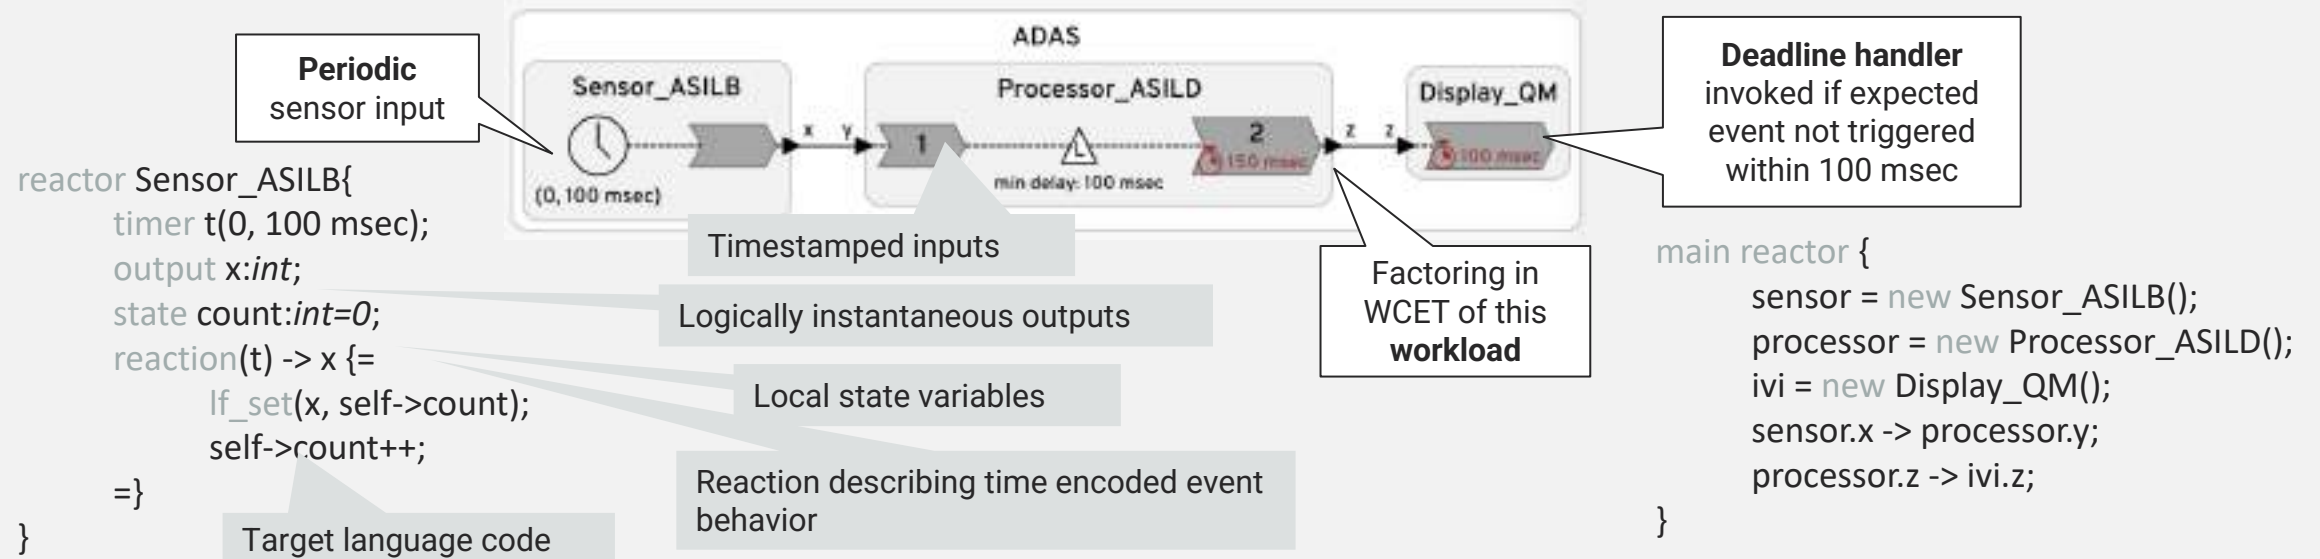 Periodic
sensor input
ADAS
Sensor_ASILB
(0, 100 msec)
x
y
Processor_ASILD
1
L
min delay: 100 msec
2
150 msec
z
z
Display_QM
100 msec
Deadline handler
invoked if expected
event not triggered
within 100 msec
reactor Sensor_ASILB{
timer t(0, 100 msec);
output x:int;
state count:int=0;
reaction(t) -> x {=
lf_set(x, self->count);
self->count++;
=}
}
Timestamped inputs
Logically instantaneous outputs
Local state variables
Reaction describing time encoded event
behavior
Target language code
Factoring in
WCET of this
workload
main reactor {
sensor = new Sensor_ASILB();
processor = new Processor_ASILD();
ivi = new Display_QM();
sensor.x -> processor.y;
processor.z -> ivi.z;
}